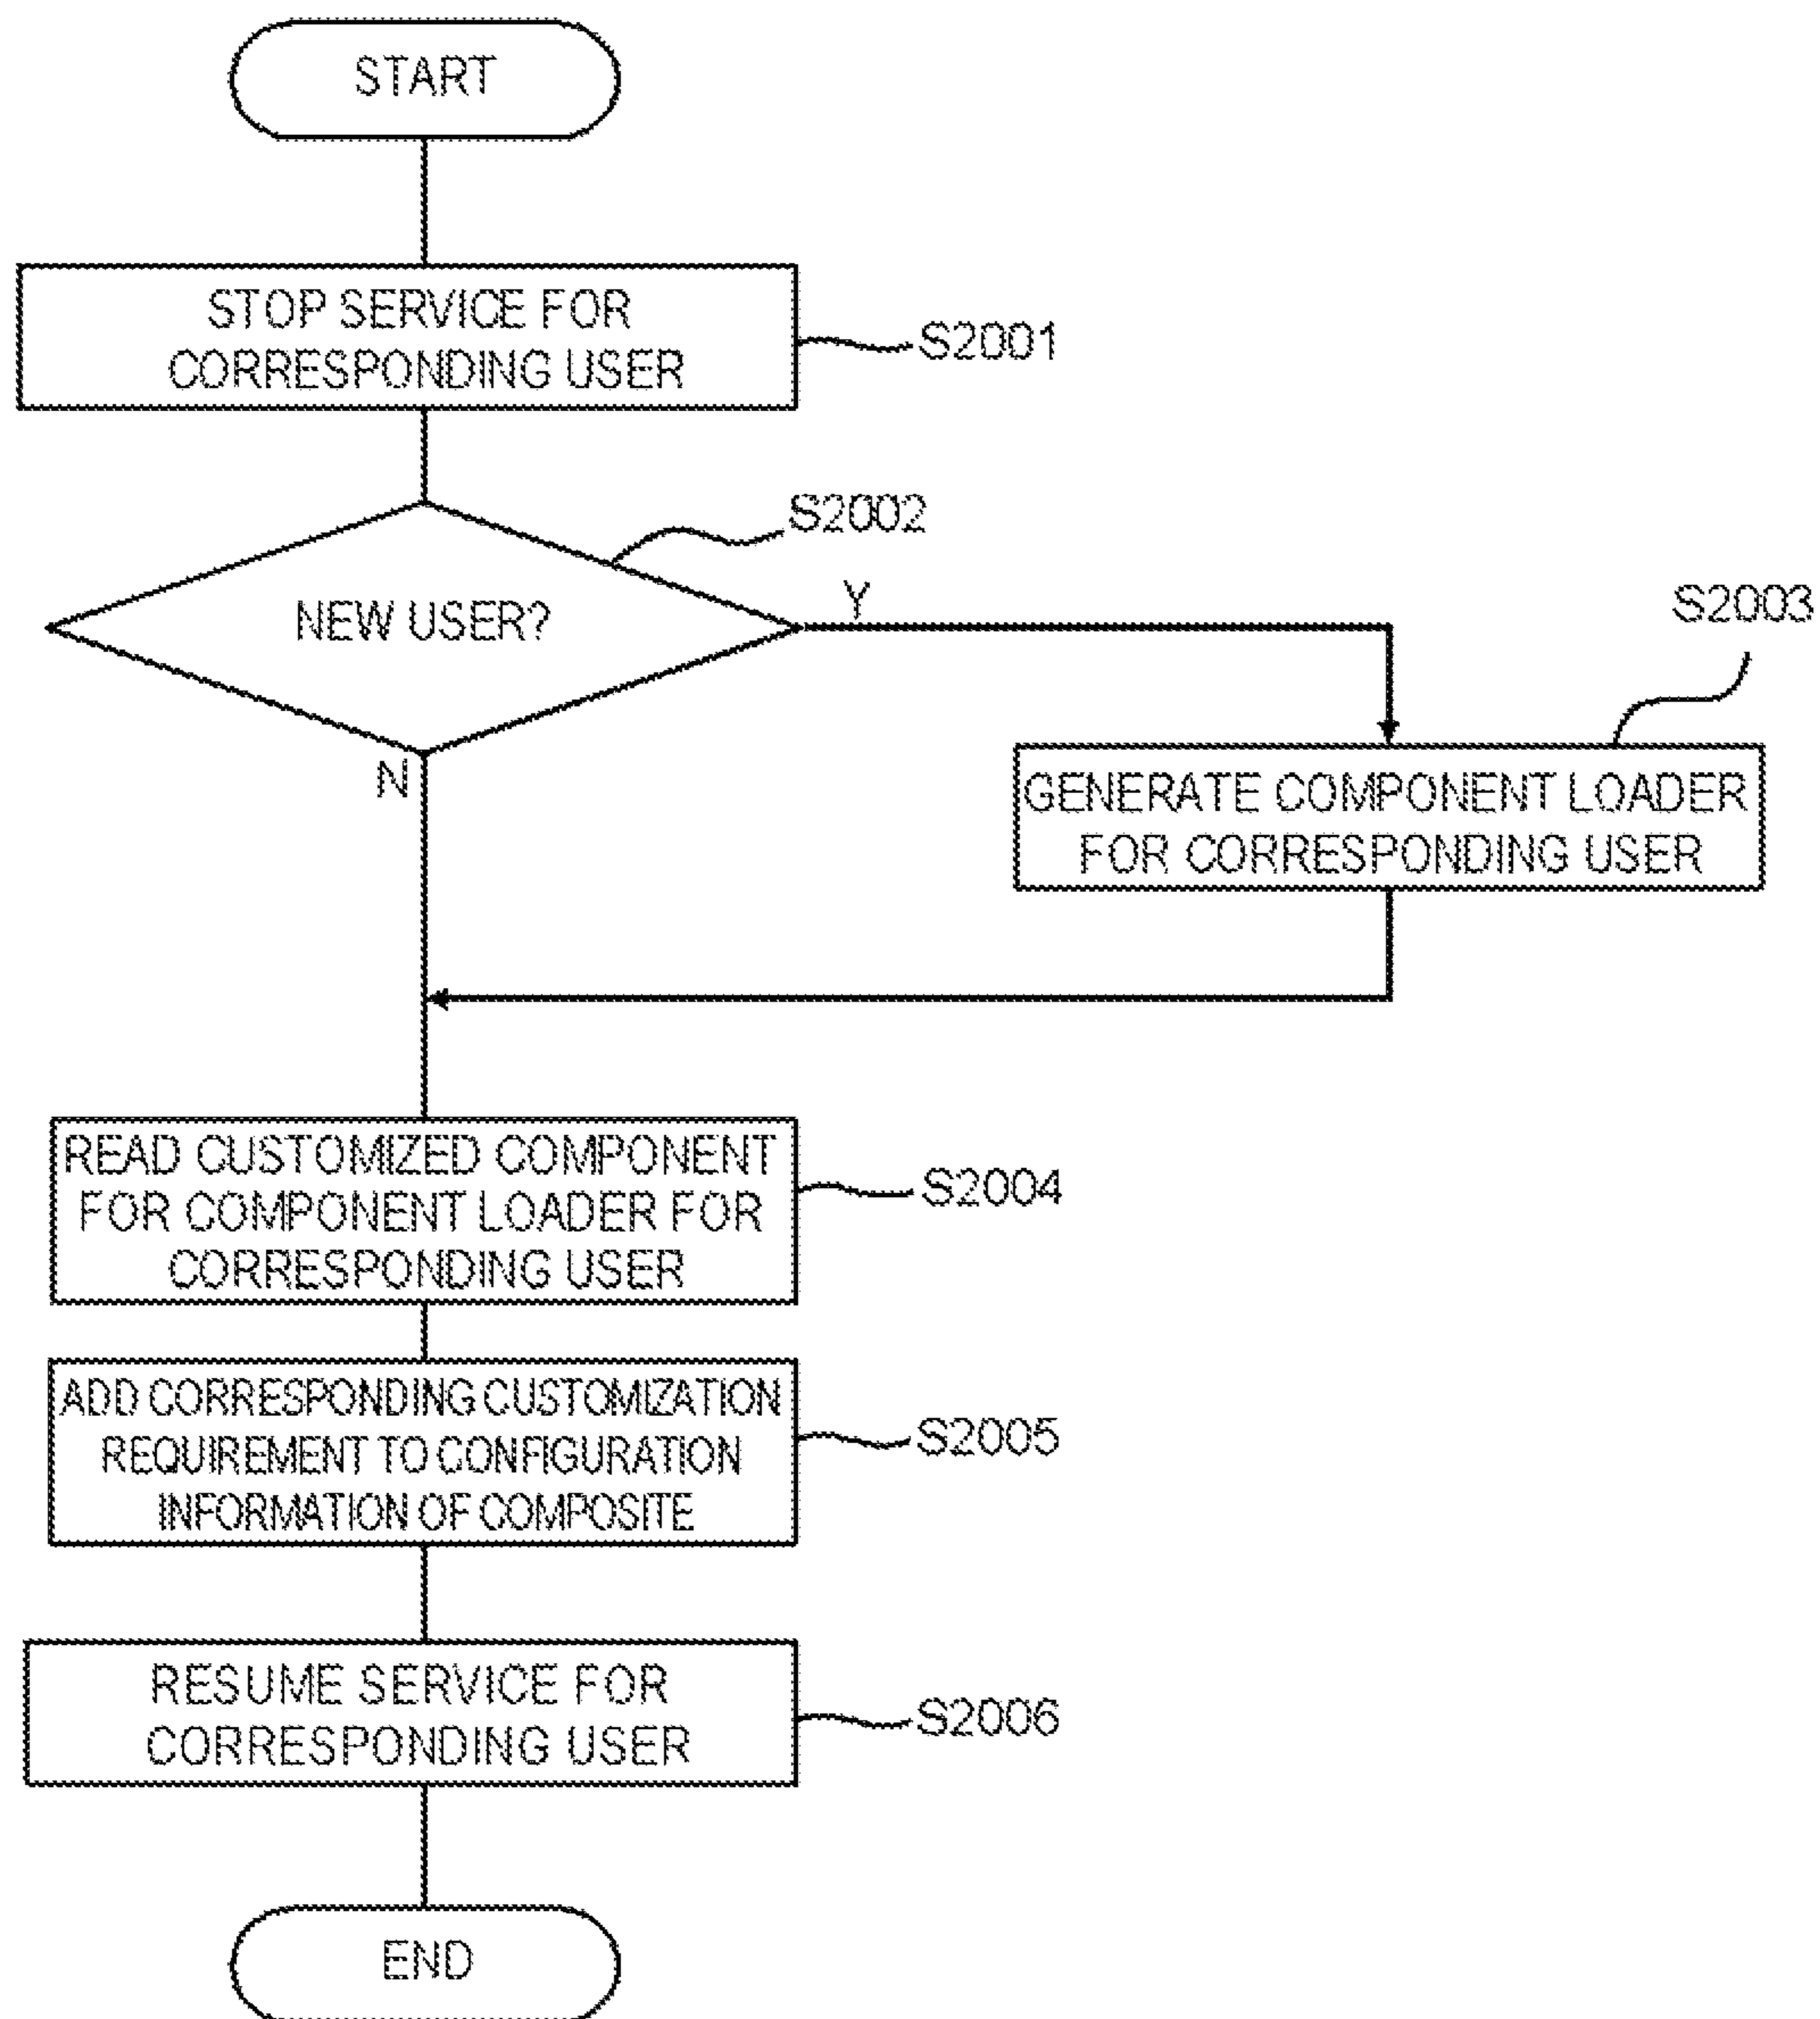 START
STOP SERVICE FOR
CORRESPONDING USER
S2001
S2002
NEW USER?
Y
N
S2003
GENERATE COMPONENT LOADER
FOR CORRESPONDING USER
READ CUSTOMIZED COMPONENT
FOR COMPONENT LOADER FOR
CORRESPONDING USER
S2004
ADD CORRESPONDING CUSTOMIZATION
REQUIREMENT TO CONFIGURATION
INFORMATION OF COMPOSITE
S2005
RESUME SERVICE FOR
CORRESPONDING USER
S2006
END